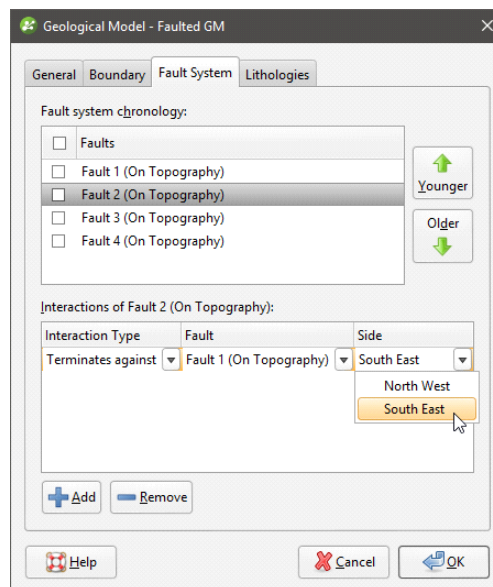 Geological Model - Faulted GM
General Boundary Fault System Lithologies
Fault system chronology:
Faults
Fault 1 (On Topography)
Fault 2 (On Topography)
Fault 3 (On Topography)
Fault 4 (On Topography)
Younger
Older
Interactions of Fault 2 (On Topography):
Interaction Type Fault Side
Terminates against Fault 1 (On Topography) South East
North West
South East
Add Remove
Help Cancel OK